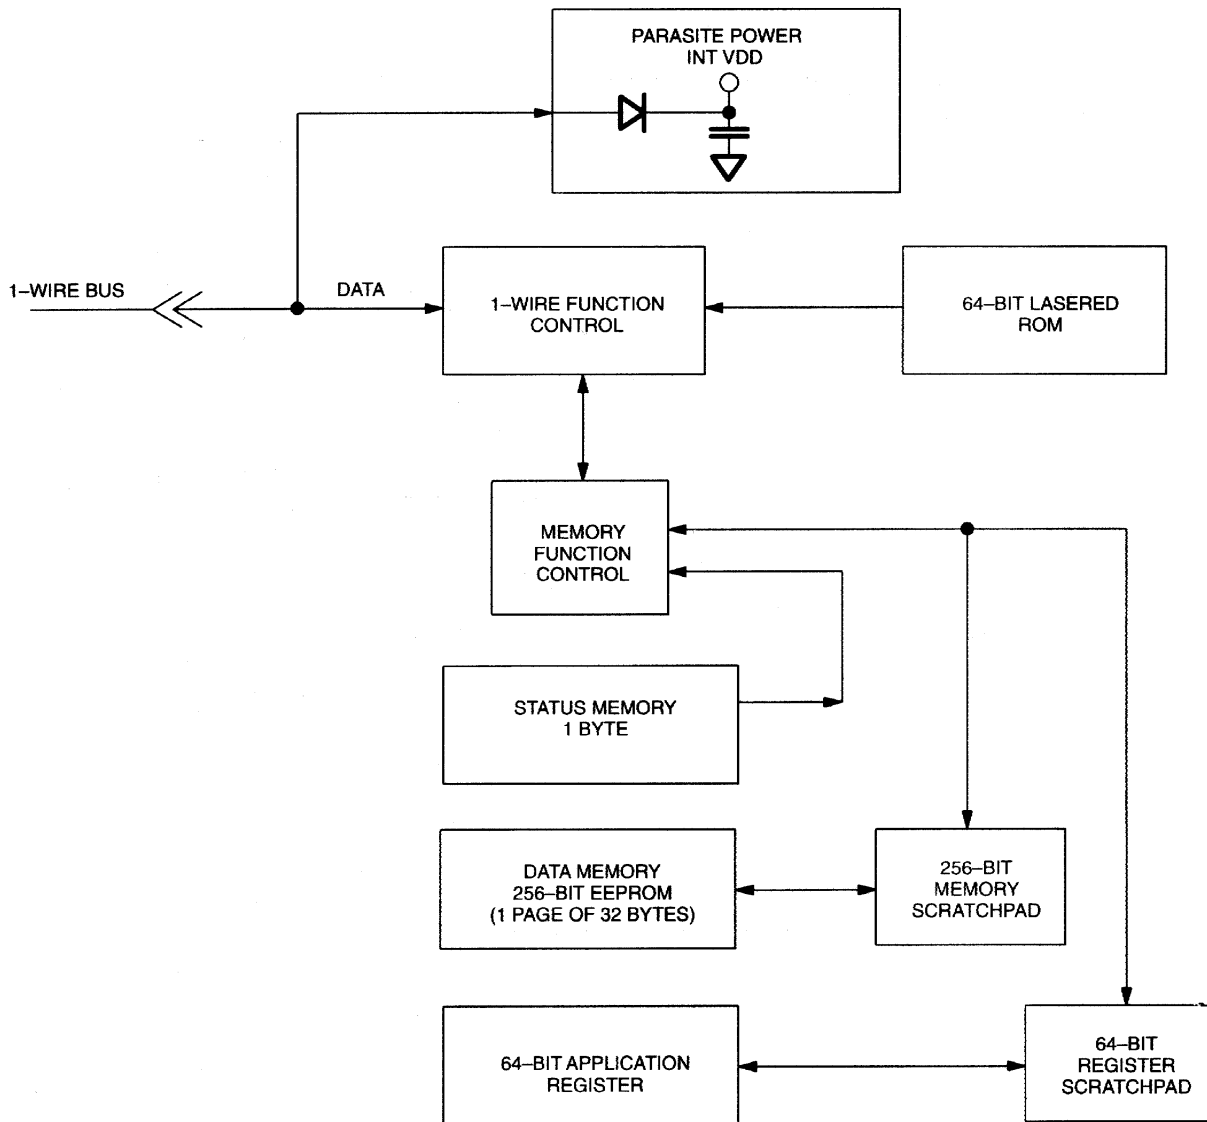 PARASITE POWER
INT VDD
1–WIRE BUS
DATA
1–WIRE FUNCTION
CONTROL
64–BIT LASERED
ROM
MEMORY
FUNCTION
CONTROL
STATUS MEMORY
1 BYTE
DATA MEMORY
256–BIT EEPROM
(1 PAGE OF 32 BYTES)
256–BIT
MEMORY
SCRATCHPAD
64–BIT APPLICATION
REGISTER
64–BIT
REGISTER
SCRATCHPAD